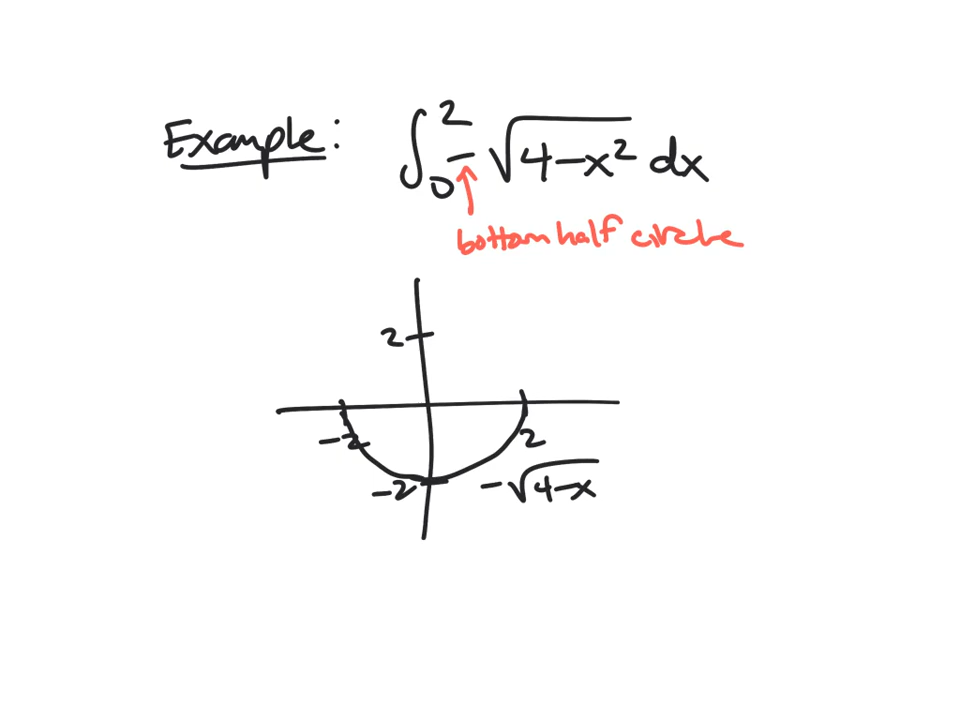 Example: ∫₀² −√(4−x²) dx
bottom half circle
2
−2 2
−2 −√(4−x)